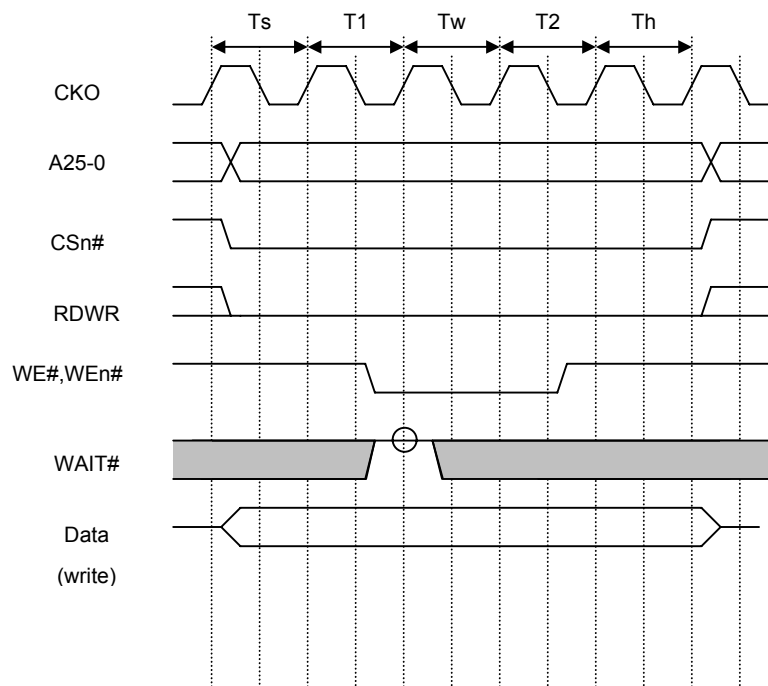 Ts T1 Tw T2 Th
CKO
A25-0
CSn#
RDWR
WE#,WEn#
WAIT#
Data
(write)